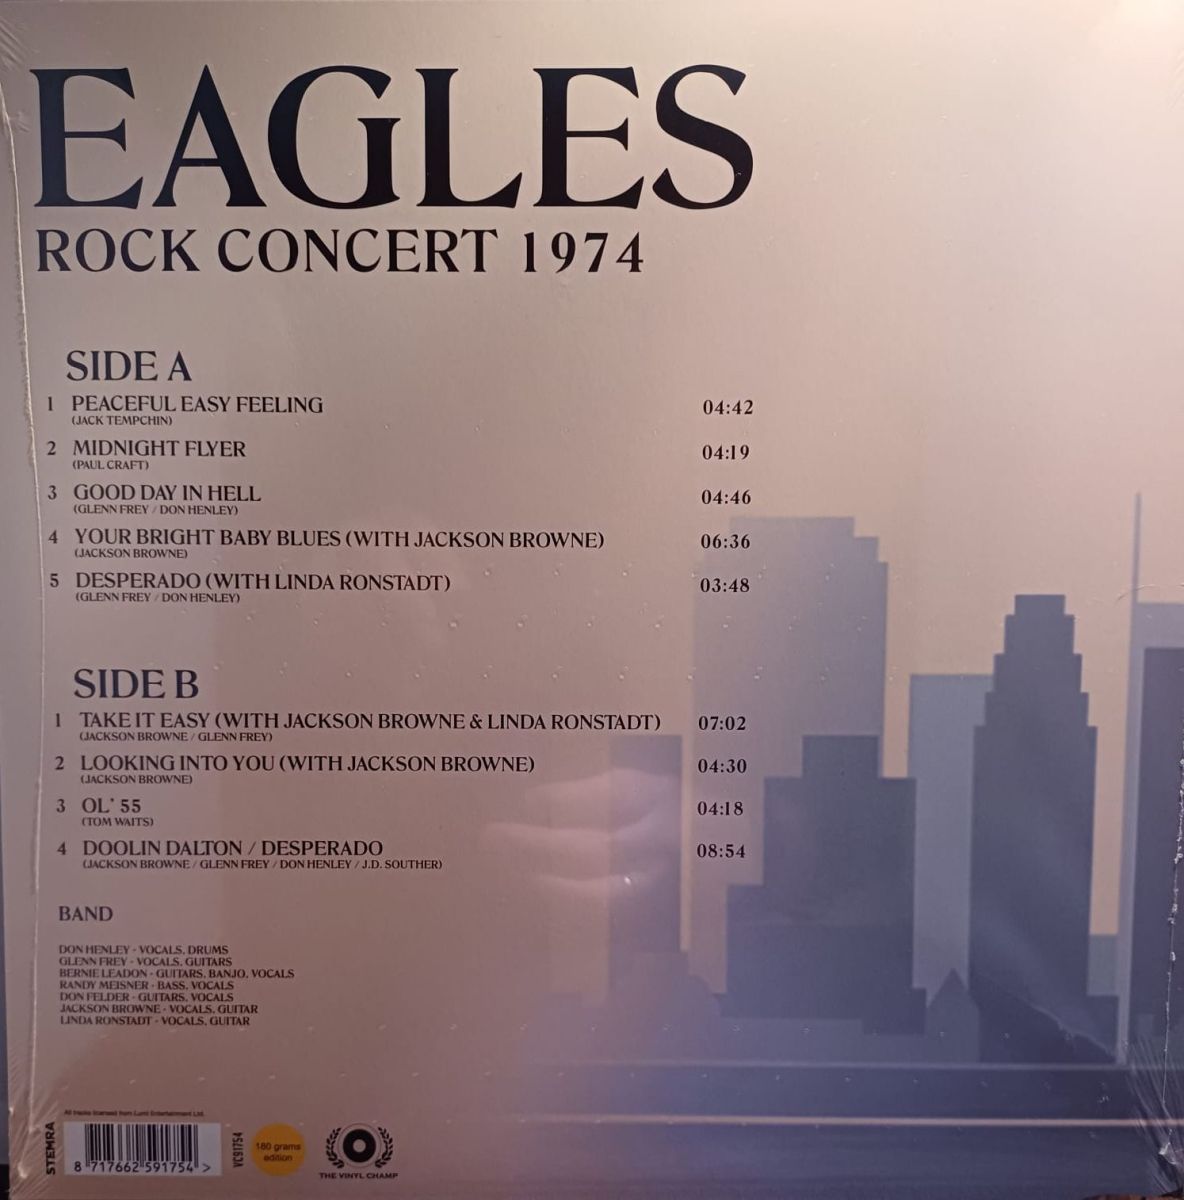 EAGLES
ROCK CONCERT 1974
SIDE A
1 PEACEFUL EASY FEELING 04:42
(JACK TEMPCHIN)
2 MIDNIGHT FLYER 04:19
(PAUL CRAFT)
3 GOOD DAY IN HELL 04:46
(GLENN FREY / DON HENLEY)
4 YOUR BRIGHT BABY BLUES (WITH JACKSON BROWNE) 06:36
(JACKSON BROWNE)
5 DESPERADO (WITH LINDA RONSTADT) 03:48
(GLENN FREY / DON HENLEY)
SIDE B
1 TAKE IT EASY (WITH JACKSON BROWNE & LINDA RONSTADT) 07:02
(JACKSON BROWNE / GLENN FREY)
2 LOOKING INTO YOU (WITH JACKSON BROWNE) 04:30
(JACKSON BROWNE)
3 OL' 55 04:18
(TOM WAITS)
4 DOOLIN DALTON / DESPERADO 08:54
(JACKSON BROWNE / GLENN FREY / DON HENLEY / J.D. SOUTHER)
BAND
DON HENLEY - VOCALS, DRUMS
GLENN FREY - VOCALS, GUITARS
BERNIE LEADON - GUITARS, BANJO, VOCALS
RANDY MEISNER - BASS, VOCALS
DON FELDER - GUITARS, VOCALS
JACKSON BROWNE - VOCALS, GUITAR
LINDA RONSTADT - VOCALS, GUITAR
All tracks licensed from Lumi Entertainment Ltd.
STEMRA
8 717662 591754 >
VC91754
180 grams
edition
THE VINYL CHAMP